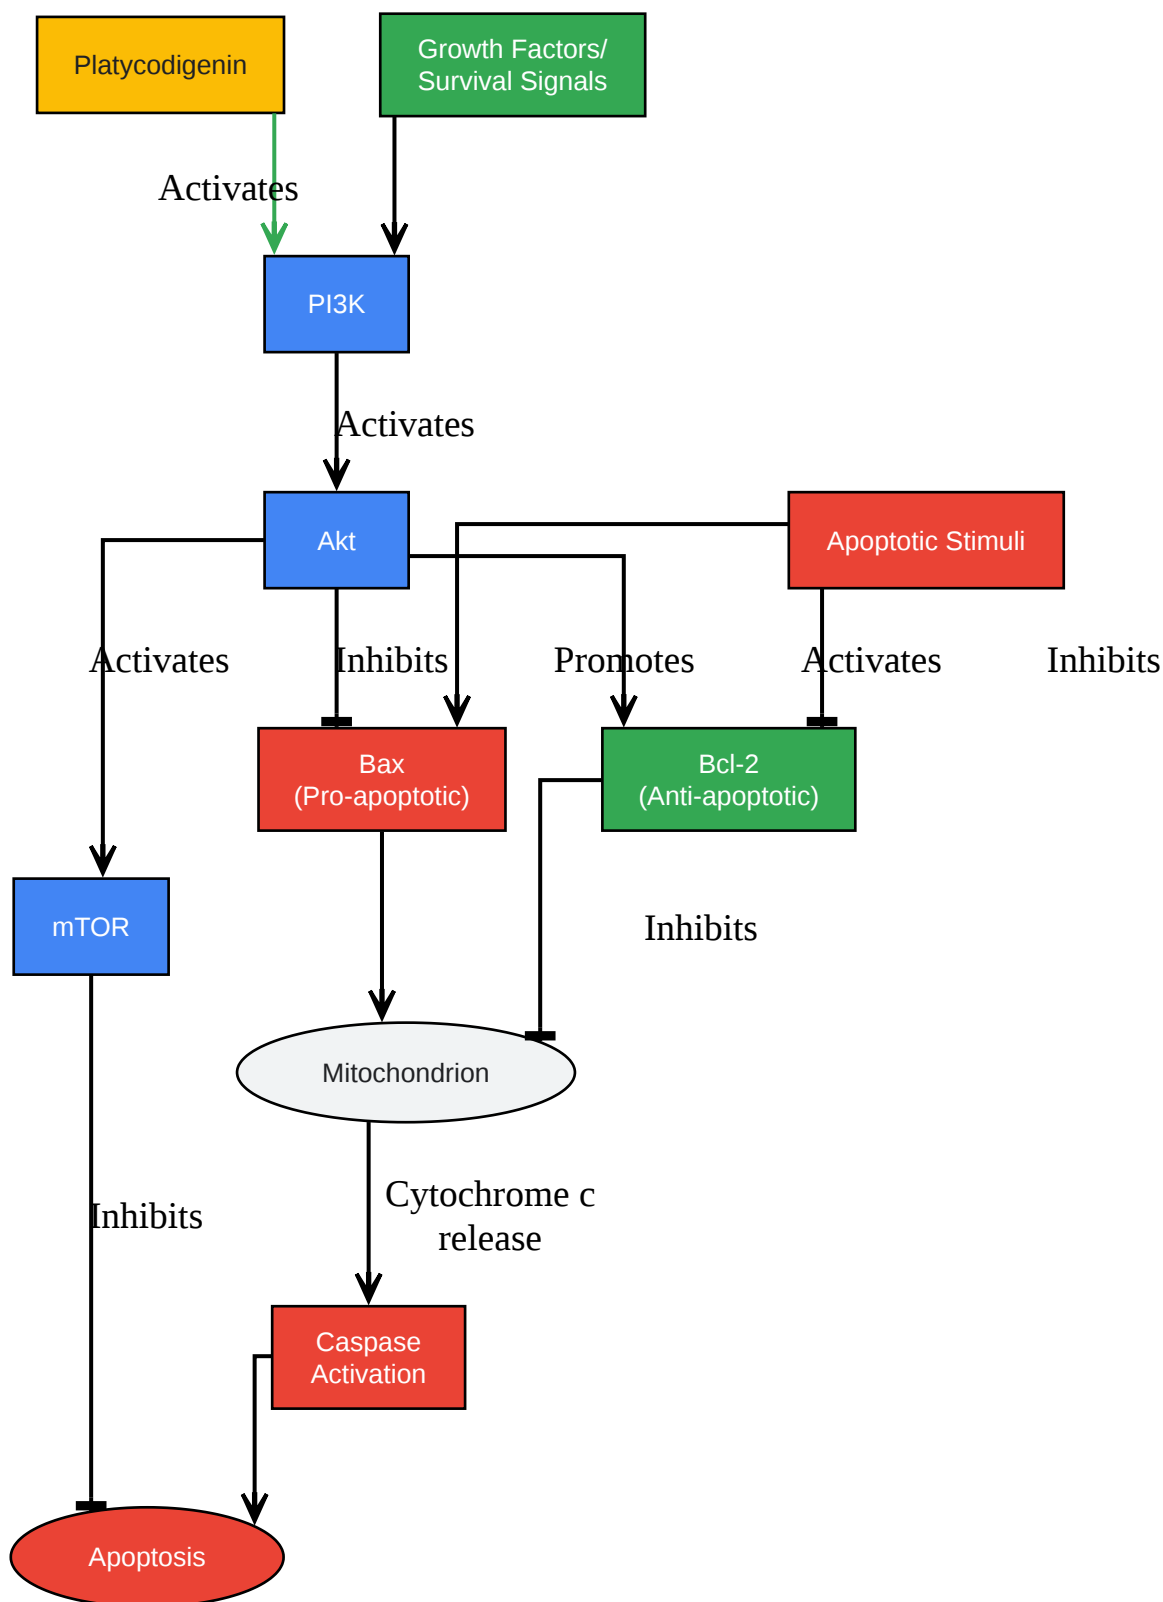 Platycodigenin
Growth Factors/
Survival Signals
Activates
PI3K
Activates
Akt
Apoptotic Stimuli
Activates
Inhibits
Promotes
Activates
Inhibits
Bax
(Pro-apoptotic)
Bcl-2
(Anti-apoptotic)
mTOR
Inhibits
Mitochondrion
Cytochrome c
release
Inhibits
Caspase
Activation
Apoptosis